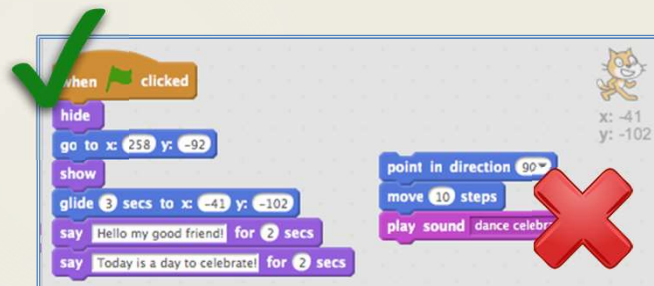 when clicked
hide
go to x: 258 y: -92
show
glide 3 secs to x: -41 y: -102
say Hello my good friend! for 2 secs
say Today is a day to celebrate! for 2 secs
point in direction 90
move 10 steps
play sound dance
x: -41
y: -102